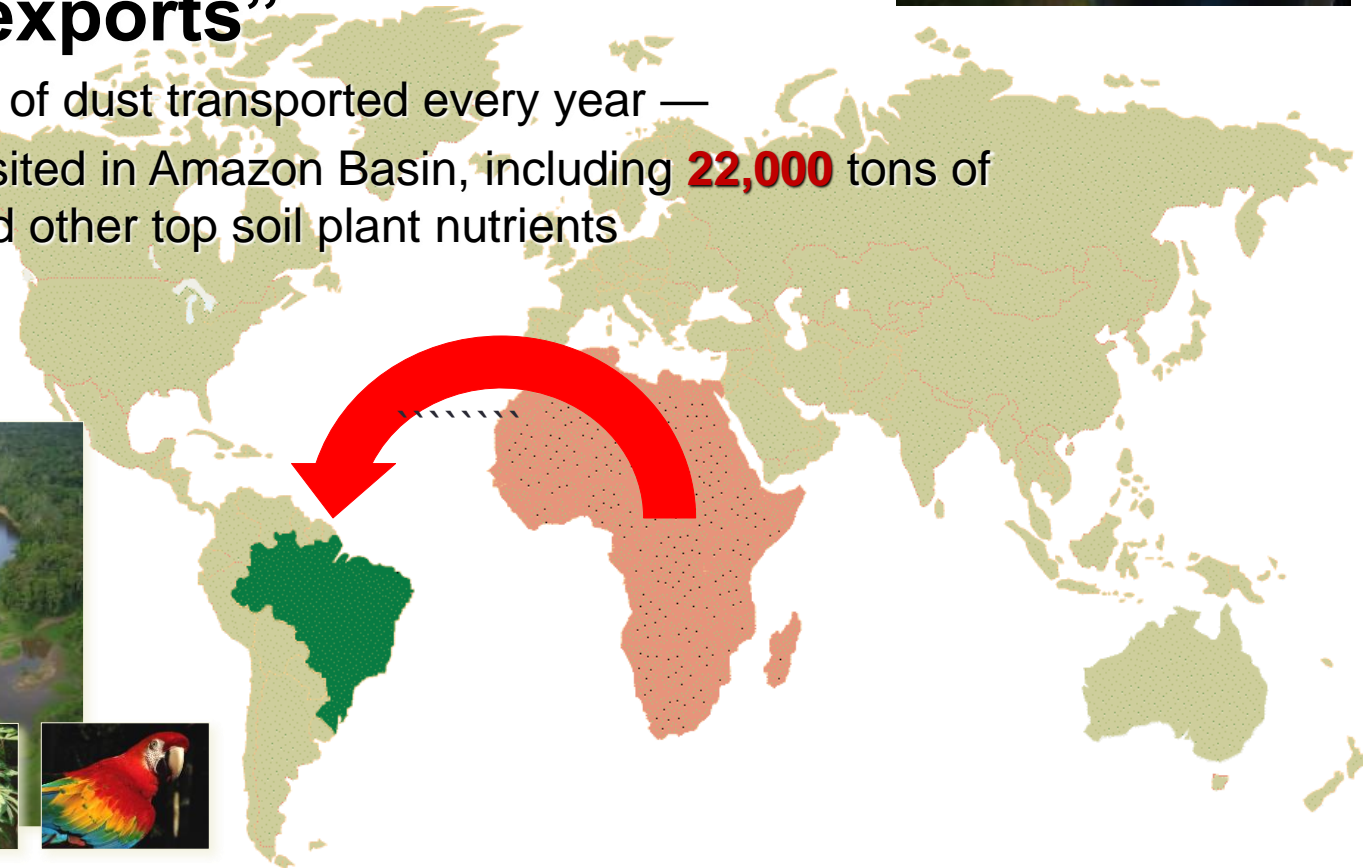 exports”
of dust transported every year —
sited in Amazon Basin, including 22,000 tons of
d other top soil plant nutrients